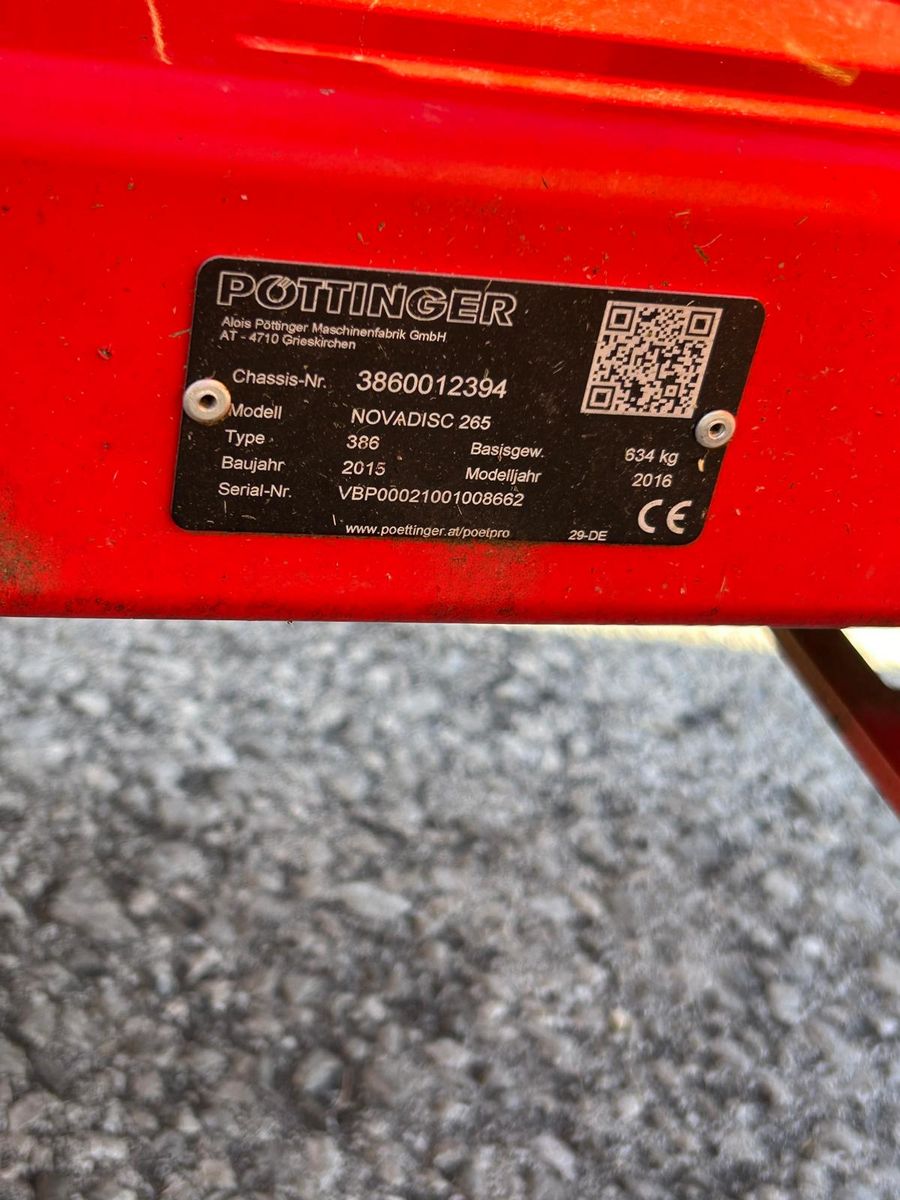 PÖTTINGER
Alois Pöttinger Maschinenfabrik GmbH
AT - 4710 Grieskirchen
Chassis-Nr. 3860012394
Modell NOVADISC 265
Type 386 Basisgew. 634 kg
Baujahr 2015 Modelljahr 2016
Serial-Nr. VBP00021001008662
www.poettinger.at/poetpro 29-DE CE